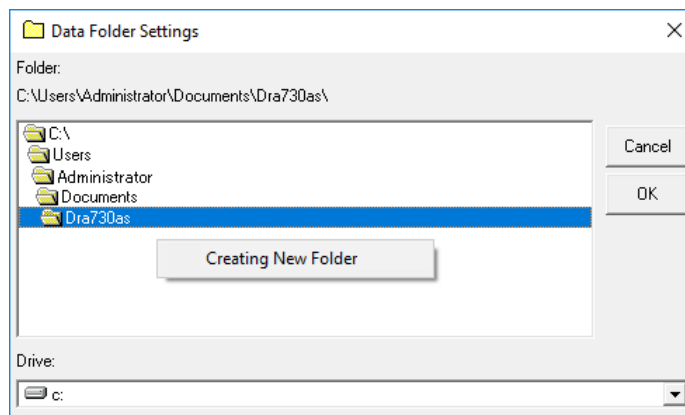 Data Folder Settings
Folder:
C:\Users\Administrator\Documents\Dra730as\
C:\
Users
Administrator
Documents
Dra730as
Creating New Folder
Cancel
OK
Drive:
c: